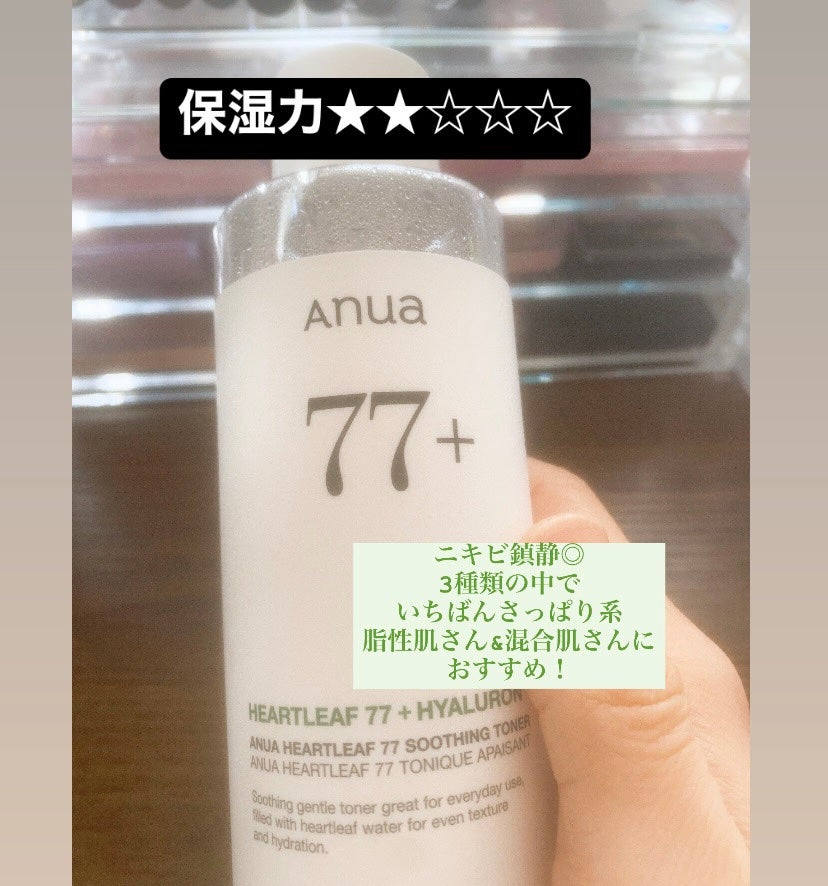 保湿力★★☆☆☆
Anua
77+
ニキビ鎮静◎
3種類の中で
いちばんさっぱり系
脂性肌さん&混合肌さんに
おすすめ！
HEARTLEAF 77 + HYALURON
ANUA HEARTLEAF 77 SOOTHING TONER
ANUA HEARTLEAF 77 TONIQUE APAISANT
Soothing gentle toner great for everyday use,
filled with heartleaf water for even texture
and hydration.